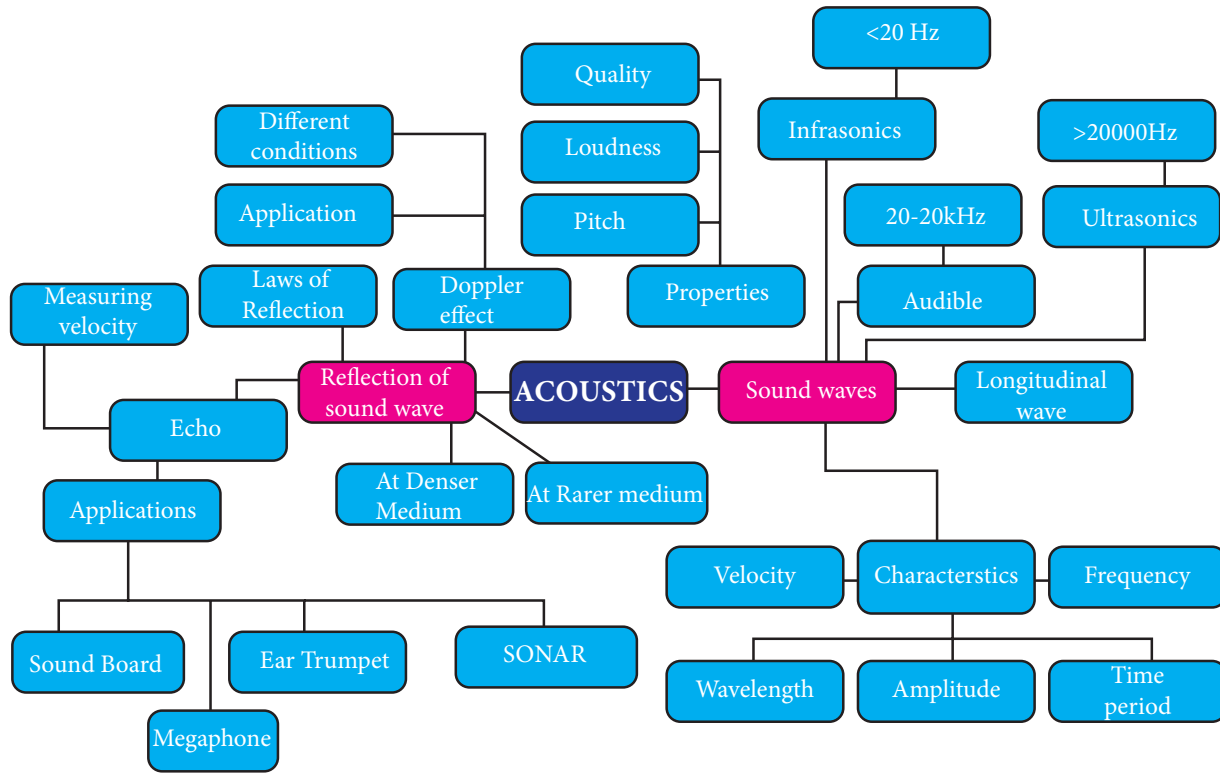 <20 Hz
Quality
Infrasonics
>20000Hz
Different
conditions
Loudness
Application
Pitch
20-20kHz
Ultrasonics
Measuring
velocity
Laws of
Reflection
Doppler
effect
Properties
Audible
Reflection of
sound wave
ACOUSTICS
Sound waves
Longitudinal
wave
Echo
At Denser
Medium
At Rarer medium
Applications
Velocity
Characterstics
Frequency
Sound Board
Ear Trumpet
SONAR
Wavelength
Amplitude
Time
period
Megaphone